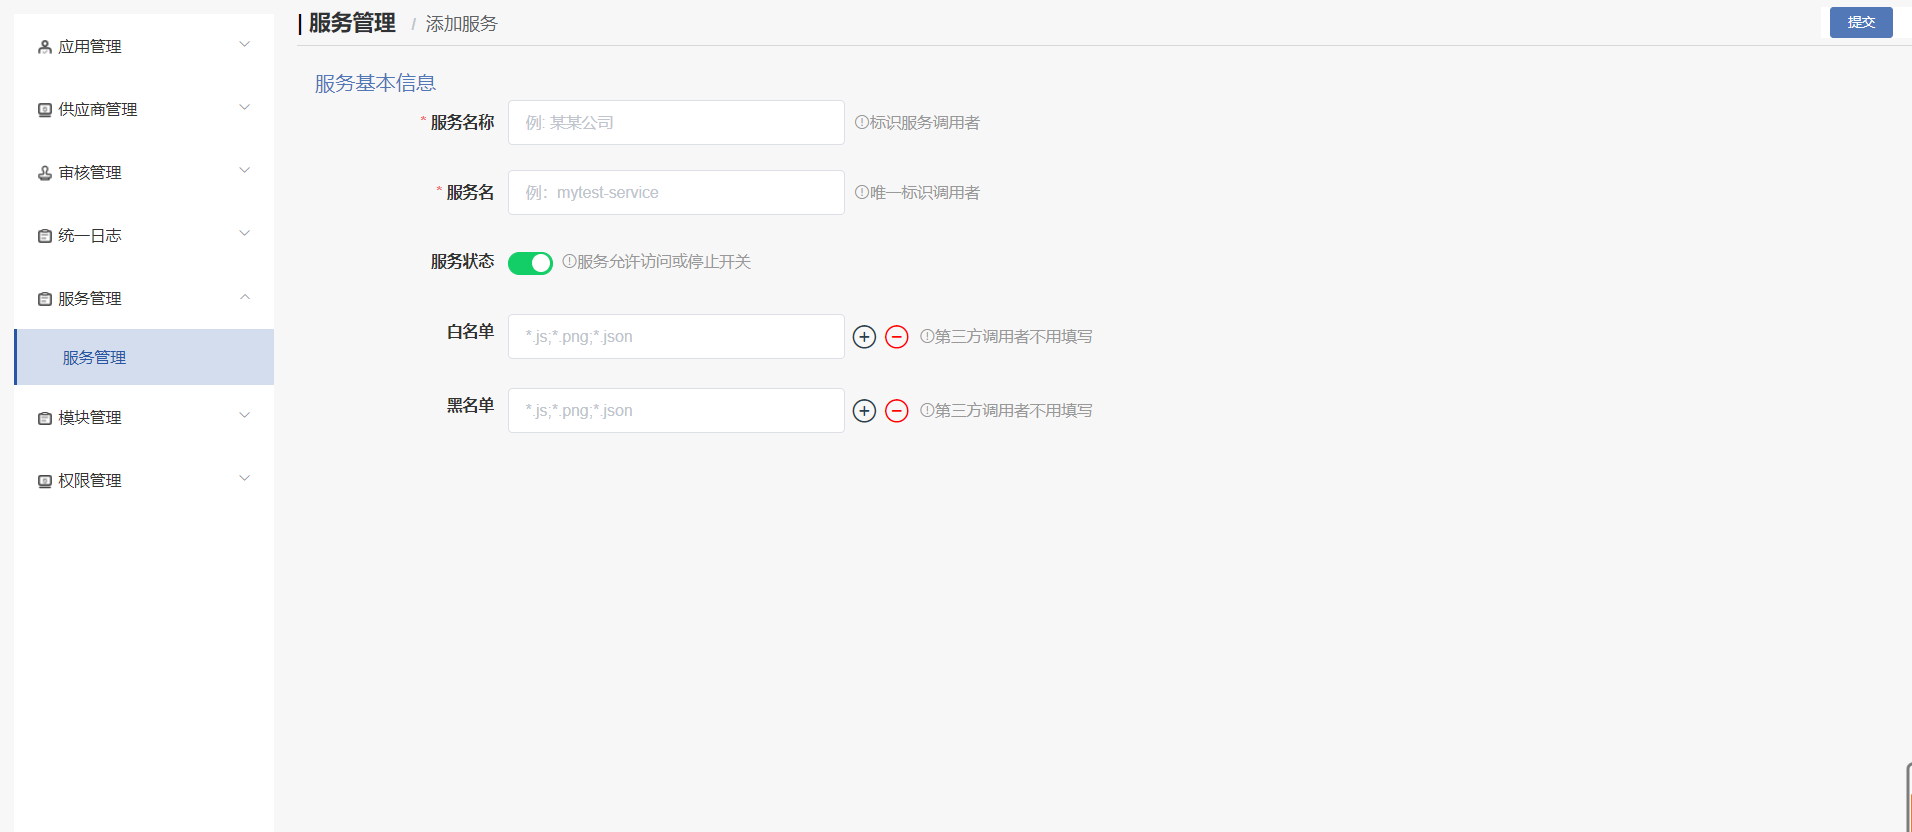 应用管理
供应商管理
审核管理
统一日志
服务管理
服务管理
模块管理
权限管理
服务管理 / 添加服务
提交
服务基本信息
* 服务名称 例: 某某公司 标识服务调用者
* 服务名 例：mytest-service 唯一标识调用者
服务状态 服务允许访问或停止开关
白名单 *.js;*.png;*.json 第三方调用者不用填写
黑名单 *.js;*.png;*.json 第三方调用者不用填写